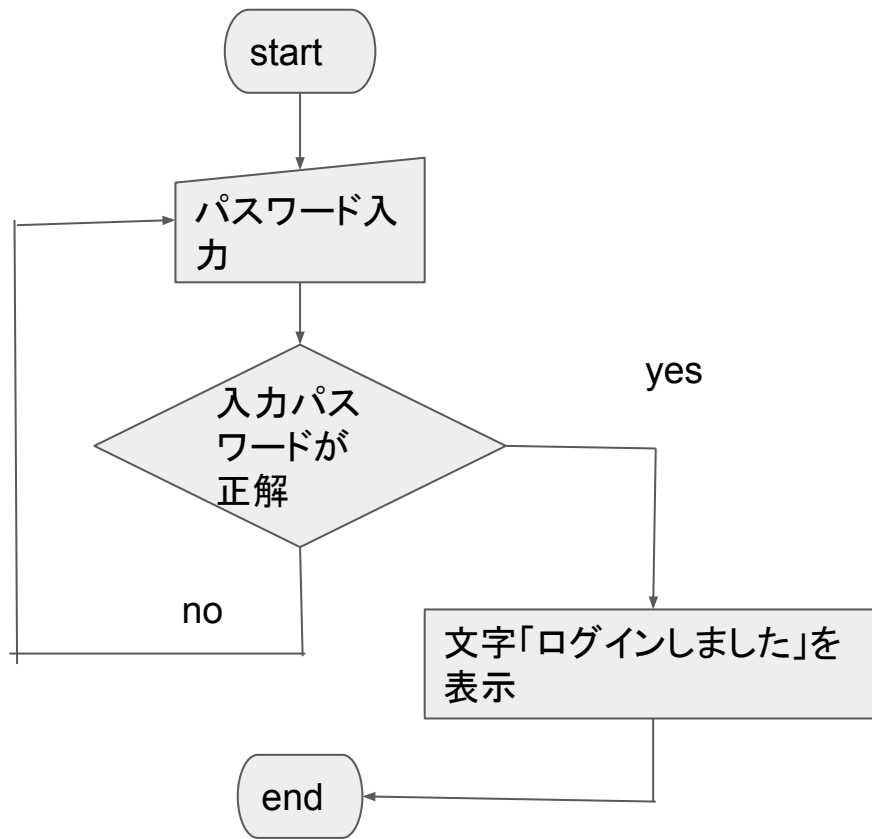 start
パスワード入
力
入力パス
ワードが
正解
yes
no
文字｢ログインしました｣を
表示
end